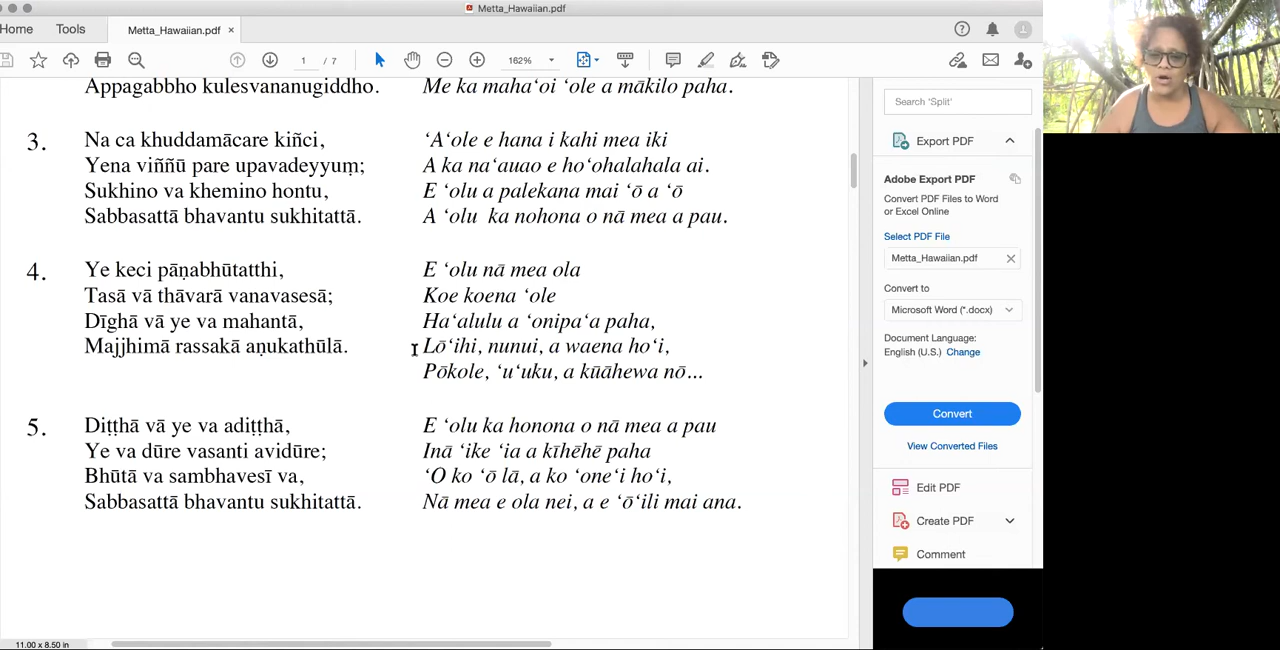 Metta_Hawaiian.pdf
Home Tools Metta_Hawaiian.pdf ×
1 / 7 162%
Appagabbho kulesvananugiddho. Me ka maha‘oi ‘ole a mākilo paha.
3. Na ca khuddamācare kiñci, ‘A‘ole e hana i kahi mea iki
Yena viññū pare upavadeyyuṃ; A ka na‘auao e ho‘ohalahala ai.
Sukhino va khemino hontu, E ‘olu a palekana mai ‘ō a ‘ō
Sabbasattā bhavantu sukhitattā. A ‘olu ka nohona o nā mea a pau.
4. Ye keci pāṇabhūtatthi, E ‘olu nā mea ola
Tasā vā thāvarā vanavasesā; Koe koena ‘ole
Dīghā vā ye va mahantā, Ha‘alulu a ‘onipa‘a paha,
Majjhimā rassakā aṇukathūlā. Lō‘ihi, nunui, a waena ho‘i,
Pōkole, ‘u‘uku, a kūāhewa nō...
5. Diṭṭhā vā ye va adiṭṭhā, E ‘olu ka honona o nā mea a pau
Ye va dūre vasanti avidūre; Inā ‘ike ‘ia a kīhēhē paha
Bhūtā va sambhavesī va, ‘O ko ‘ō lā, a ko ‘one‘i ho‘i,
Sabbasattā bhavantu sukhitattā. Nā mea e ola nei, a e ‘ō‘ili mai ana.
11.00 x 8.50 in
Search ‘Split’
Export PDF
Adobe Export PDF
Convert PDF Files to Word
or Excel Online
Select PDF File
Metta_Hawaiian.pdf
Convert to
Microsoft Word (*.docx)
Document Language:
English (U.S.) Change
Convert
View Converted Files
Edit PDF
Create PDF
Comment